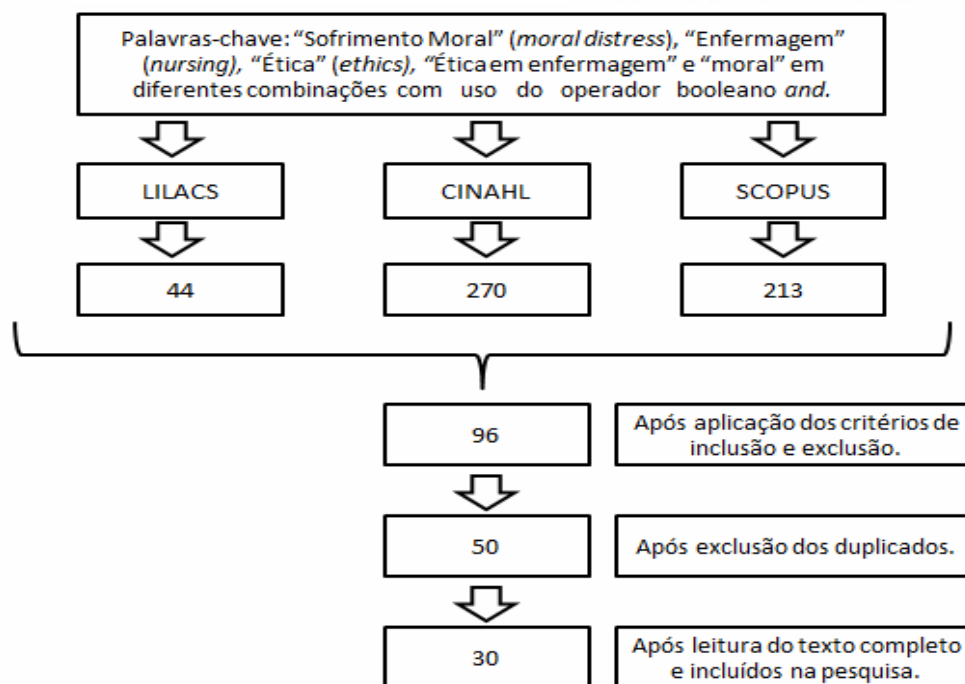 Palavras-chave: “Sofrimento Moral” (moral distress), “Enfermagem”
(nursing), “Ética” (ethics), “Ética em enfermagem” e “moral” em
diferentes combinações com uso do operador booleano and.
LILACS
CINAHL
SCOPUS
44
270
213
96
Após aplicação dos critérios de
inclusão e exclusão.
50
Após exclusão dos duplicados.
30
Após leitura do texto completo
e incluídos na pesquisa.